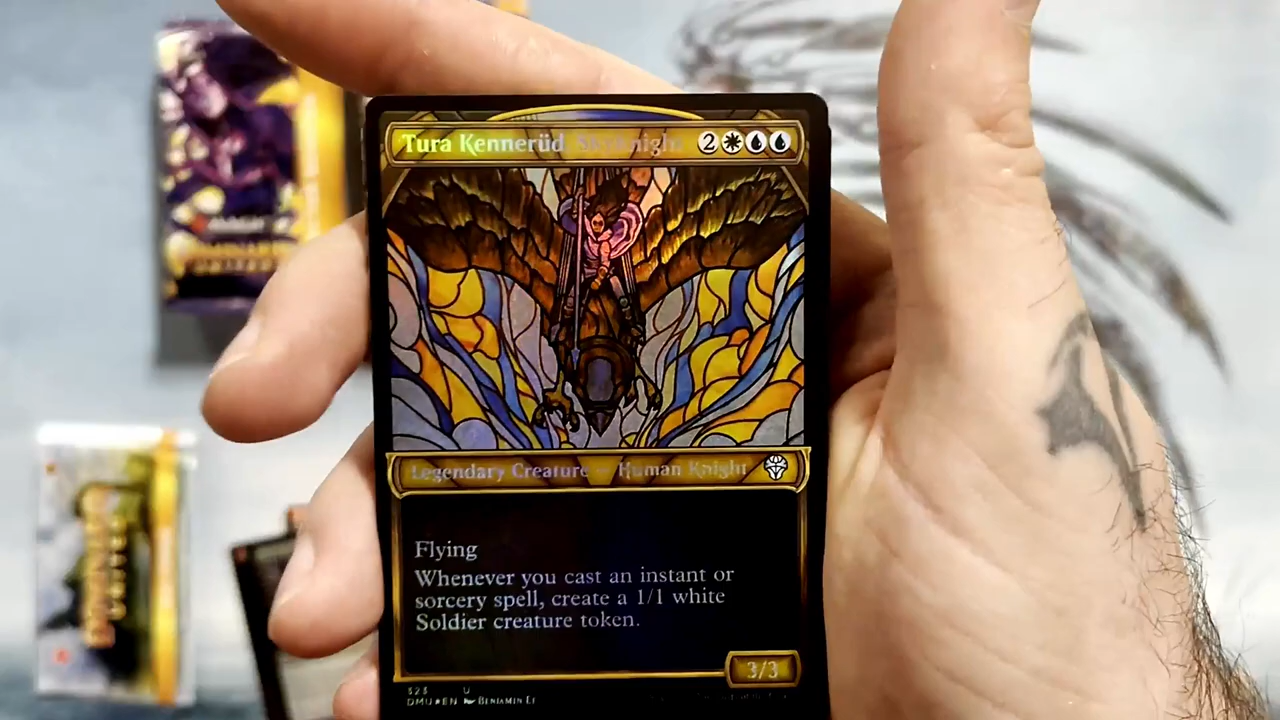 Tura Kennerüd, Skyknight 2
Legendary Creature — Human Knight
Flying
Whenever you cast an instant or
sorcery spell, create a 1/1 white
Soldier creature token.
3/3
323 U
DMU★EN Benjamin Ee